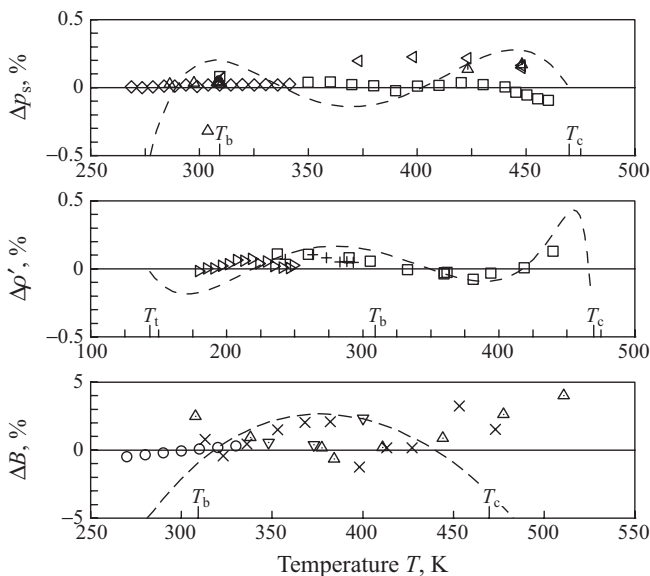 0.5
Δp_s, %
0
T_b
T_c
-0.5
250 300 350 400 450 500
0.5
Δρ′, %
0
T_t
T_b
T_c
-0.5
100 200 300 400 500
5
ΔB, %
0
T_b
T_c
-5
250 300 350 400 450 500 550
Temperature T, K